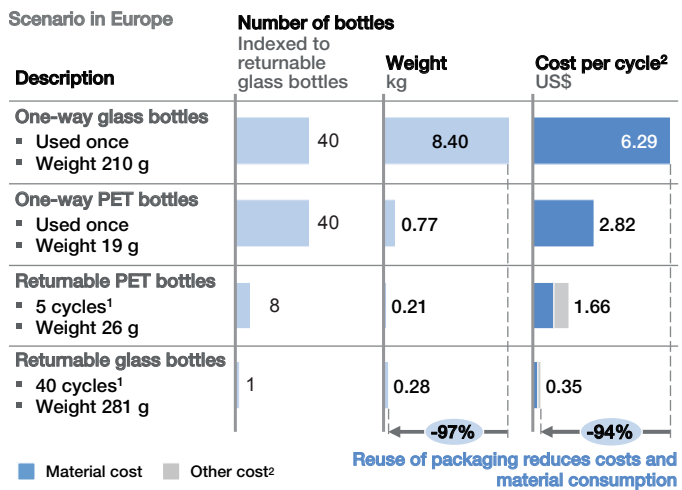 Scenario in Europe
Number of bottles
Indexed to
returnable
glass bottles
Weight
kg
Cost per cycle²
US$
Description
One-way glass bottles
▪ Used once
▪ Weight 210 g
40
8.40
6.29
One-way PET bottles
▪ Used once
▪ Weight 19 g
40
0.77
2.82
Returnable PET bottles
▪ 5 cycles¹
▪ Weight 26 g
8
0.21
1.66
Returnable glass bottles
▪ 40 cycles¹
▪ Weight 281 g
1
0.28
0.35
-97%
-94%
Reuse of packaging reduces costs and
material consumption
Material cost
Other cost²